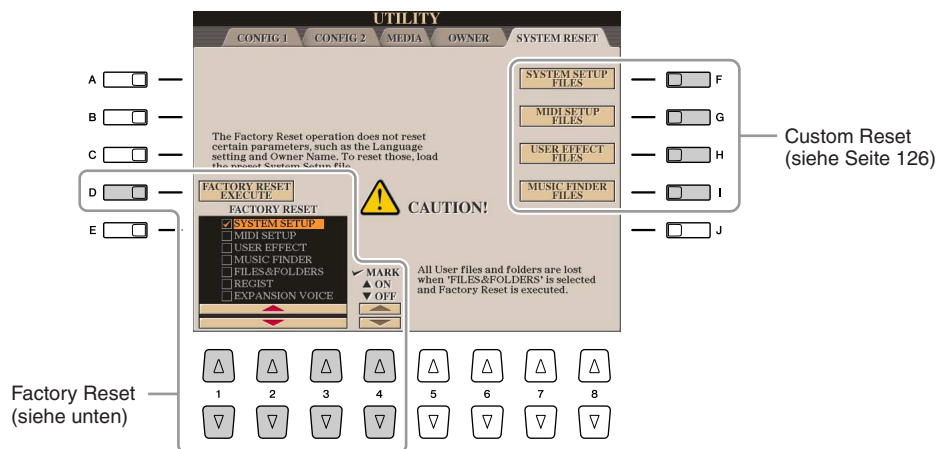 UTILITY
CONFIG 1 CONFIG 2 MEDIA OWNER SYSTEM RESET
A
B
C
D
E
The Factory Reset operation does not reset
certain parameters, such as the Language
setting and Owner Name. To reset those, load
the preset System Setup file.
FACTORY RESET
EXECUTE
FACTORY RESET
SYSTEM SETUP
MIDI SETUP
USER EFFECT
MUSIC FINDER
FILES&FOLDERS
REGIST
EXPANSION VOICE
MARK
▲ ON
▼ OFF
CAUTION!
All User files and folders are lost
when 'FILES&FOLDERS' is selected
and Factory Reset is executed.
SYSTEM SETUP
FILES
MIDI SETUP
FILES
USER EFFECT
FILES
MUSIC FINDER
FILES
F
G
H
I
J
Custom Reset
(siehe Seite 126)
Factory Reset
(siehe unten)
1 2 3 4 5 6 7 8